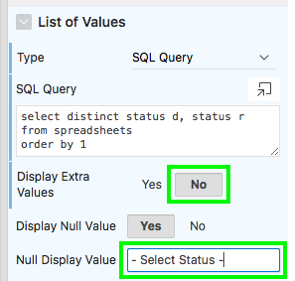 List of Values
Type SQL Query
SQL Query
select distinct status d, status r
from spreadsheets
order by 1
Display Extra Values Yes No
Display Null Value Yes No
Null Display Value - Select Status -